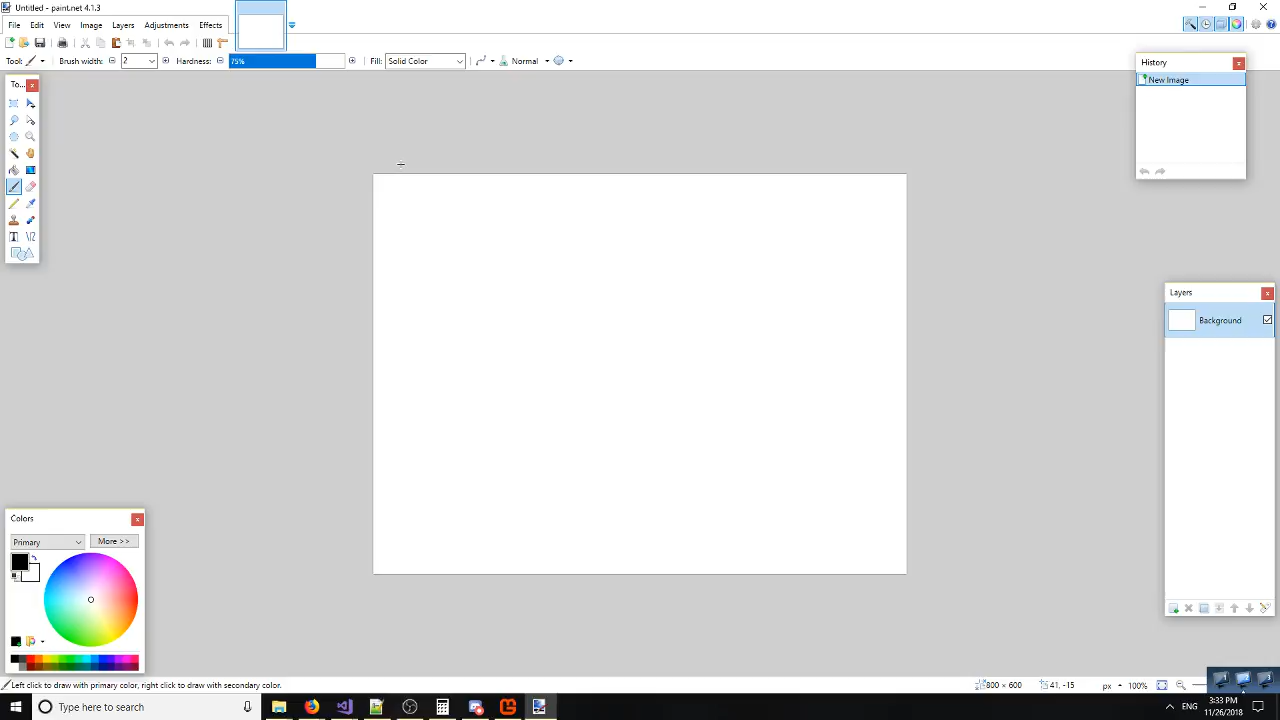 Untitled - paint.net 4.1.3
File Edit View Image Layers Adjustments Effects
Tool: Brush width: 2 Hardness: 75% Fill: Solid Color Normal
To...
History
New Image
Layers
Background
Colors
Primary More >>
Left click to draw with primary color, right click to draw with secondary color. 800 × 600 41, -15 px 100%
Type here to search
ENG
3:33 PM
11/26/2018